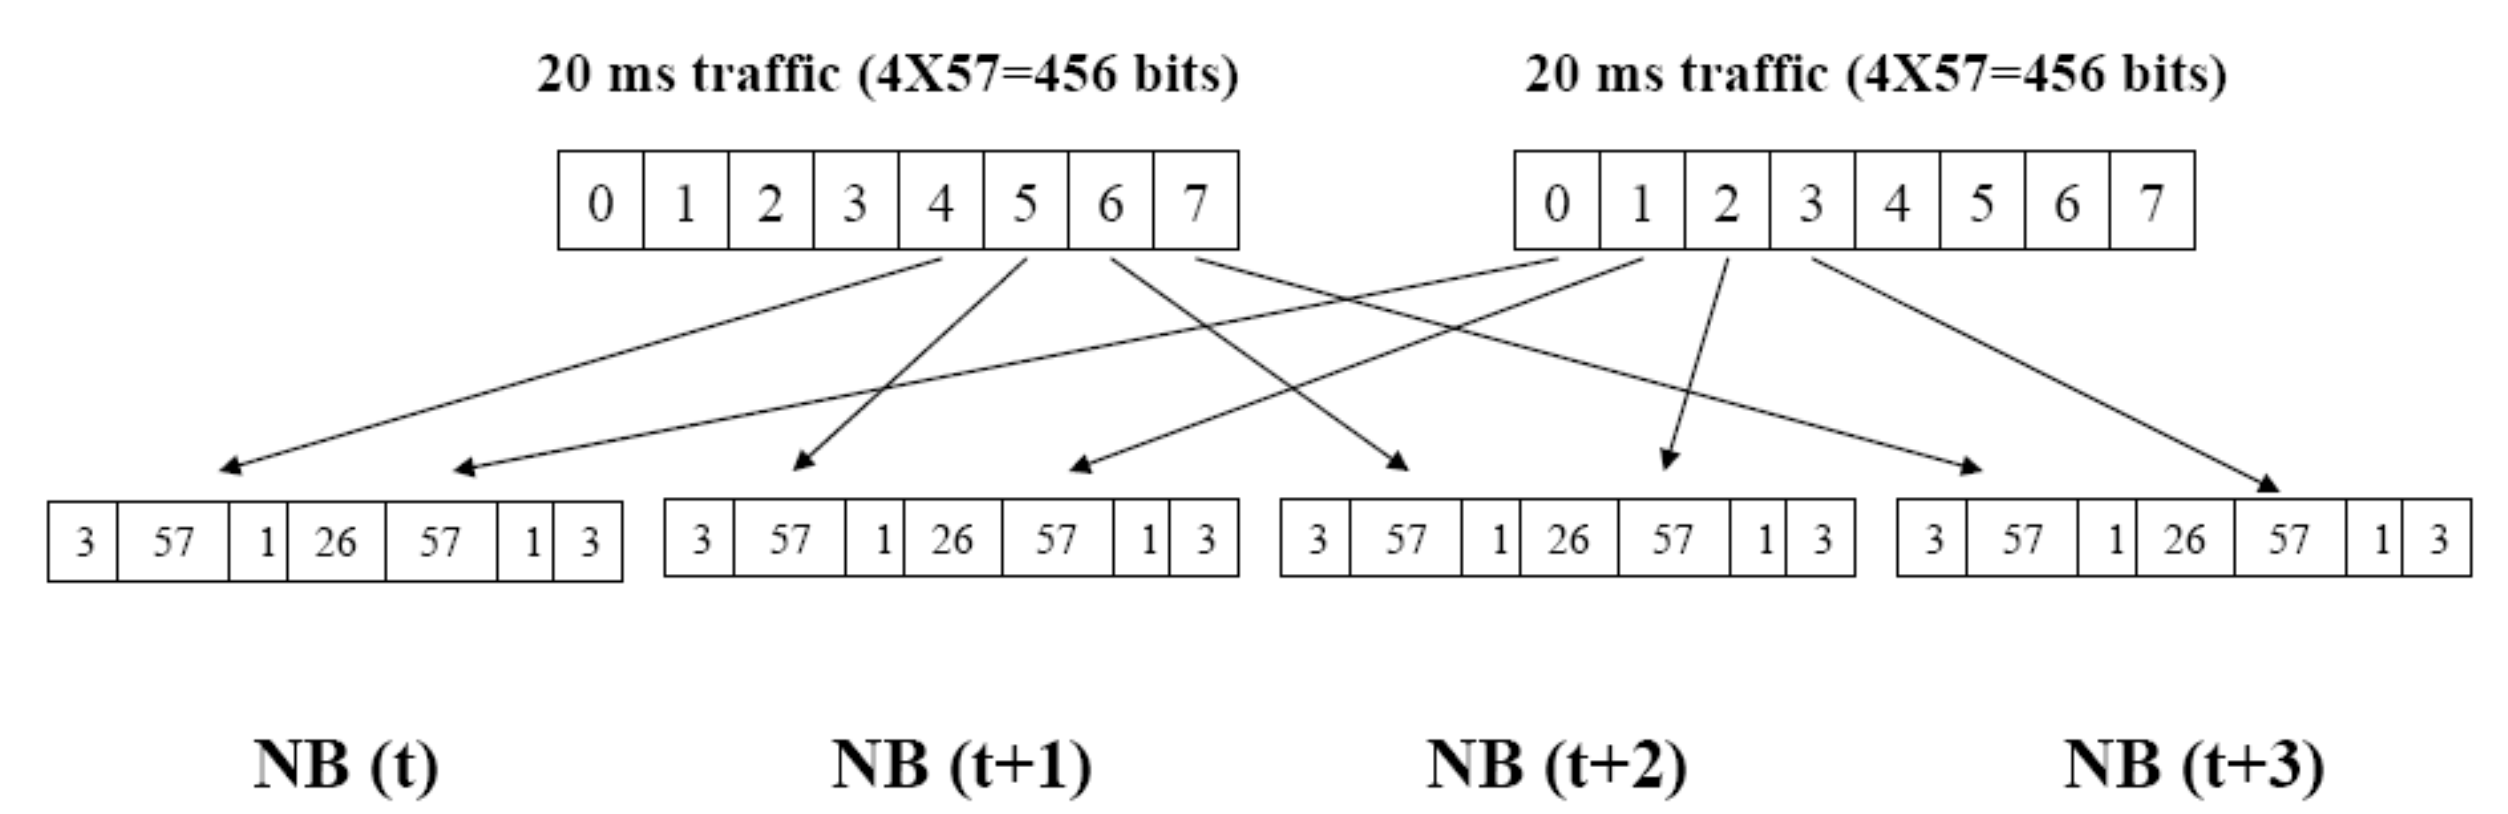 20 ms traffic (4X57=456 bits) 20 ms traffic (4X57=456 bits)
0 1 2 3 4 5 6 7 0 1 2 3 4 5 6 7
3 57 1 26 57 1 3 3 57 1 26 57 1 3 3 57 1 26 57 1 3 3 57 1 26 57 1 3
NB (t) NB (t+1) NB (t+2) NB (t+3)